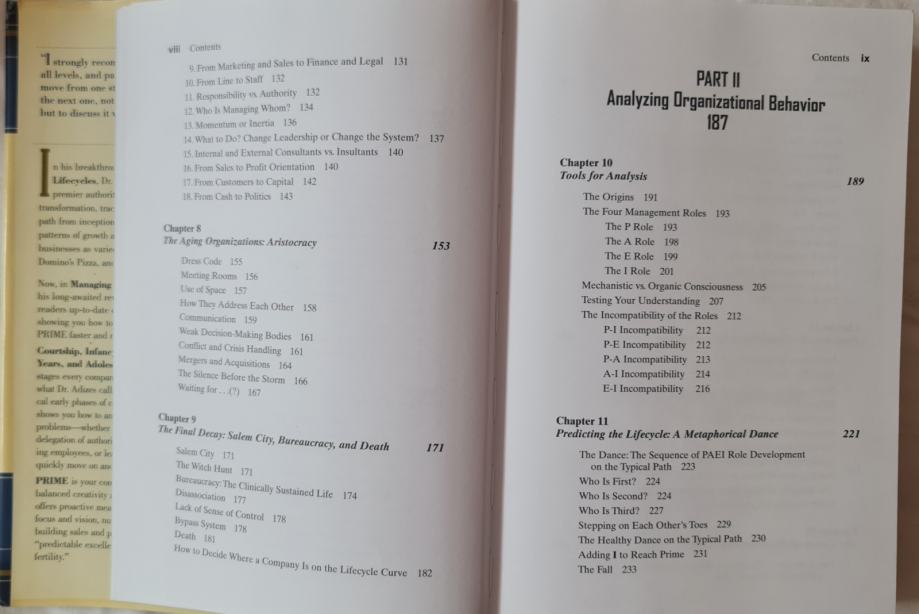 "I strongly recon
all levels, and pa
move from one st
the next one, not
but to discuss it
In his breakthro
Lifecycles, Dr.
premier authori
transformation, trac
path from inception
patterns of growth a
businesses as varie
Domino's Pizza, an
Now, in Managing
his long-awaited re
readers up-to-date
showing you how to
PRIME faster and
Courtship, Infanc
Years, and Adoles
stages every compan
what Dr. Adizes call
cal early phases of c
shows you how to an
problems—whether
delegation of authori
ing employees, or le
quickly move on and
PRIME is your con
balanced creativity
offers proactive mea
focus and vision, nu
building sales and p
"predictable excelle
fertility."
viii Contents
9. From Marketing and Sales to Finance and Legal 131
10. From Line to Staff 132
11. Responsibility vs. Authority 132
12. Who Is Managing Whom? 134
13. Momentum or Inertia 136
14. What to Do? Change Leadership or Change the System? 137
15. Internal and External Consultants vs. Insultants 140
16. From Sales to Profit Orientation 140
17. From Customers to Capital 142
18. From Cash to Politics 143
Chapter 8
The Aging Organizations: Aristocracy 153
Dress Code 155
Meeting Rooms 156
Use of Space 157
How They Address Each Other 158
Communication 159
Weak Decision-Making Bodies 161
Conflict and Crisis Handling 161
Mergers and Acquisitions 164
The Silence Before the Storm 166
Waiting for . . .(?) 167
Chapter 9
The Final Decay: Salem City, Bureaucracy, and Death 171
Salem City 171
The Witch Hunt 171
Bureaucracy: The Clinically Sustained Life 174
Disassociation 177
Lack of Sense of Control 178
Bypass System 178
Death 181
How to Decide Where a Company Is on the Lifecycle Curve 182
Contents ix
PART II
Analyzing Organizational Behavior
187
Chapter 10
Tools for Analysis 189
The Origins 191
The Four Management Roles 193
The P Role 193
The A Role 198
The E Role 199
The I Role 201
Mechanistic vs. Organic Consciousness 205
Testing Your Understanding 207
The Incompatibility of the Roles 212
P-I Incompatibility 212
P-E Incompatibility 212
P-A Incompatibility 213
A-I Incompatibility 214
E-I Incompatibility 216
Chapter 11
Predicting the Lifecycle: A Metaphorical Dance 221
The Dance: The Sequence of PAEI Role Development
on the Typical Path 223
Who Is First? 224
Who Is Second? 224
Who Is Third? 227
Stepping on Each Other's Toes 229
The Healthy Dance on the Typical Path 230
Adding I to Reach Prime 231
The Fall 233